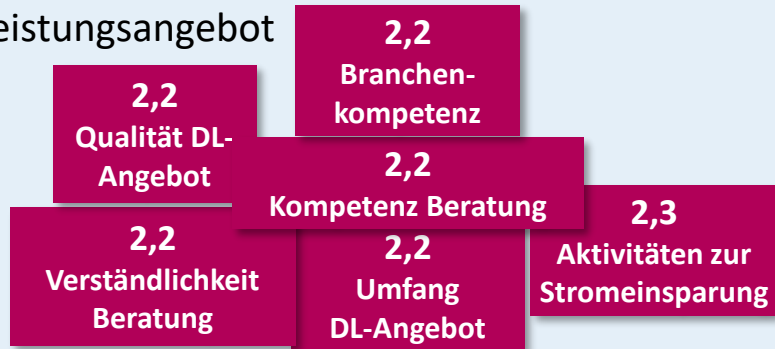 eistungsangebot
2,2
Branchen-
kompetenz
2,2
Qualität DL-
Angebot
2,2
Kompetenz Beratung
2,3
Aktivitäten zur
Stromeinsparung
2,2
Verständlichkeit
Beratung
2,2
Umfang
DL-Angebot